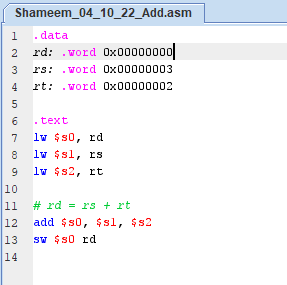 Shameem_04_10_22_Add.asm
1 .data
2 rd: .word 0x00000000
3 rs: .word 0x00000003
4 rt: .word 0x00000002
5
6 .text
7 lw $s0, rd
8 lw $s1, rs
9 lw $s2, rt
10
11 # rd = rs + rt
12 add $s0, $s1, $s2
13 sw $s0 rd
14